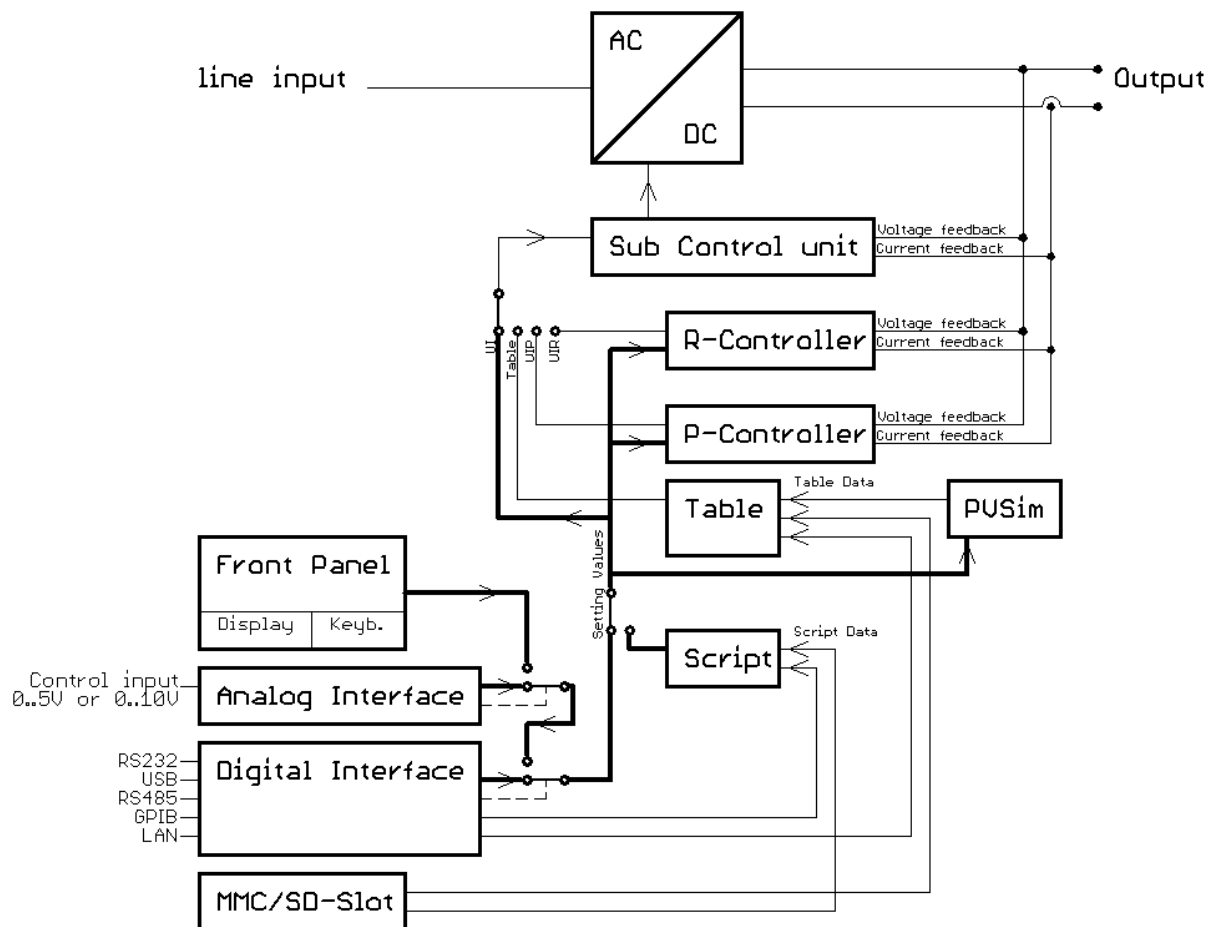 AC
line input
Output
DC
Sub Control unit
Voltage feedback
Current feedback
UI
Table
UIP
UIR
R-Controller
Voltage feedback
Current feedback
P-Controller
Voltage feedback
Current feedback
Table
Table Data
PVSim
Setting Values
Front Panel
Display
Keyb.
Script
Script Data
Control input
0..5V or 0..10V
Analog Interface
Digital Interface
RS232
USB
RS485
GPIB
LAN
MMC/SD-Slot